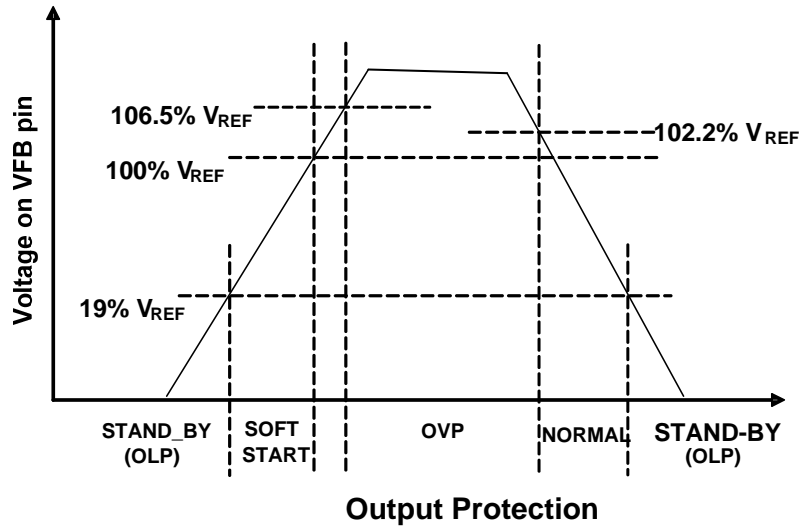 Voltage on VFB pin
106.5% VREF
102.2% VREF
100% VREF
19% VREF
STAND_BY
(OLP)
SOFT
START
OVP
NORMAL
STAND-BY
(OLP)
Output Protection